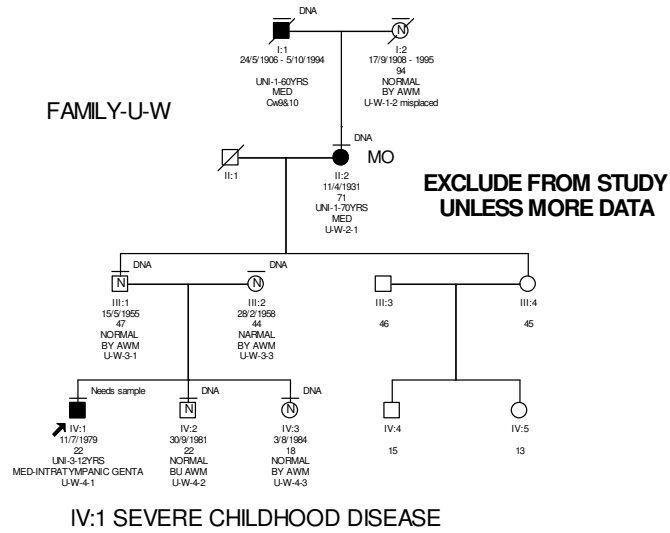 DNA
I:1
24/5/1906 - 5/10/1994
UNI-1-60YRS
MED
Cw9&10
N
I:2
17/9/1908 - 1995
94
NORMAL
BY AWM
U-W-1-2 misplaced
FAMILY-U-W
II:1
DNA
MO
II:2
11/4/1931
71
UNI-1-70YRS
MED
U-W-2-1
EXCLUDE FROM STUDY
UNLESS MORE DATA
DNA
N
III:1
15/5/1955
47
NORMAL
BY AWM
U-W-3-1
DNA
N
III:2
28/2/1958
44
NARMAL
BY AWM
U-W-3-3
III:3
46
III:4
45
Needs sample
IV:1
11/7/1979
22
UNI-3-12YRS
MED-INTRATYMPANIC GENTA
U-W-4-1
DNA
N
IV:2
30/9/1981
22
NORMAL
BU AWM
U-W-4-2
DNA
N
IV:3
3/8/1984
18
NORMAL
BY AWM
U-W-4-3
IV:4
15
IV:5
13
IV:1 SEVERE CHILDHOOD DISEASE